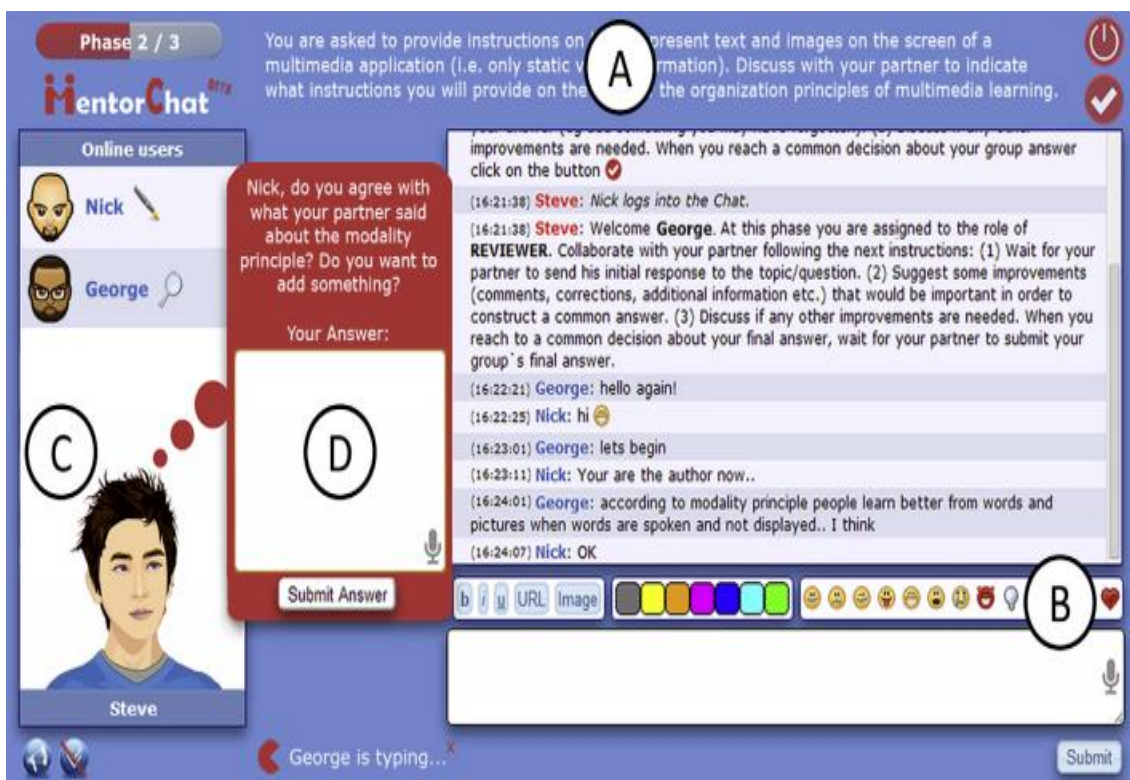 Phase 2 / 3
MentorChat BETA
You are asked to provide instructions on present text and images on the screen of a
multimedia application (i.e. only static Discuss with your partner to indicate
what instructions you will provide on the the organization principles of multimedia learning.
A
Online users
Nick
George
C
Steve
Nick, do you agree with
what your partner said
about the modality
principle? Do you want to
add something?
Your Answer:
D
Submit Answer
improvements are needed. When you reach a common decision about your group answer
click on the button
(16:21:38) Steve: Nick logs into the Chat.
(16:21:38) Steve: Welcome George. At this phase you are assigned to the role of
REVIEWER. Collaborate with your partner following the next instructions: (1) Wait for your
partner to send his initial response to the topic/question. (2) Suggest some improvements
(comments, corrections, additional information etc.) that would be important in order to
construct a common answer. (3) Discuss if any other improvements are needed. When you
reach to a common decision about your final answer, wait for your partner to submit your
group`s final answer.
(16:22:21) George: hello again!
(16:22:25) Nick: hi
(16:23:01) George: lets begin
(16:23:11) Nick: Your are the author now..
(16:24:01) George: according to modality principle people learn better from words and
pictures when words are spoken and not displayed.. I think
(16:24:07) Nick: OK
b i u URL Image
B
George is typing... x
Submit